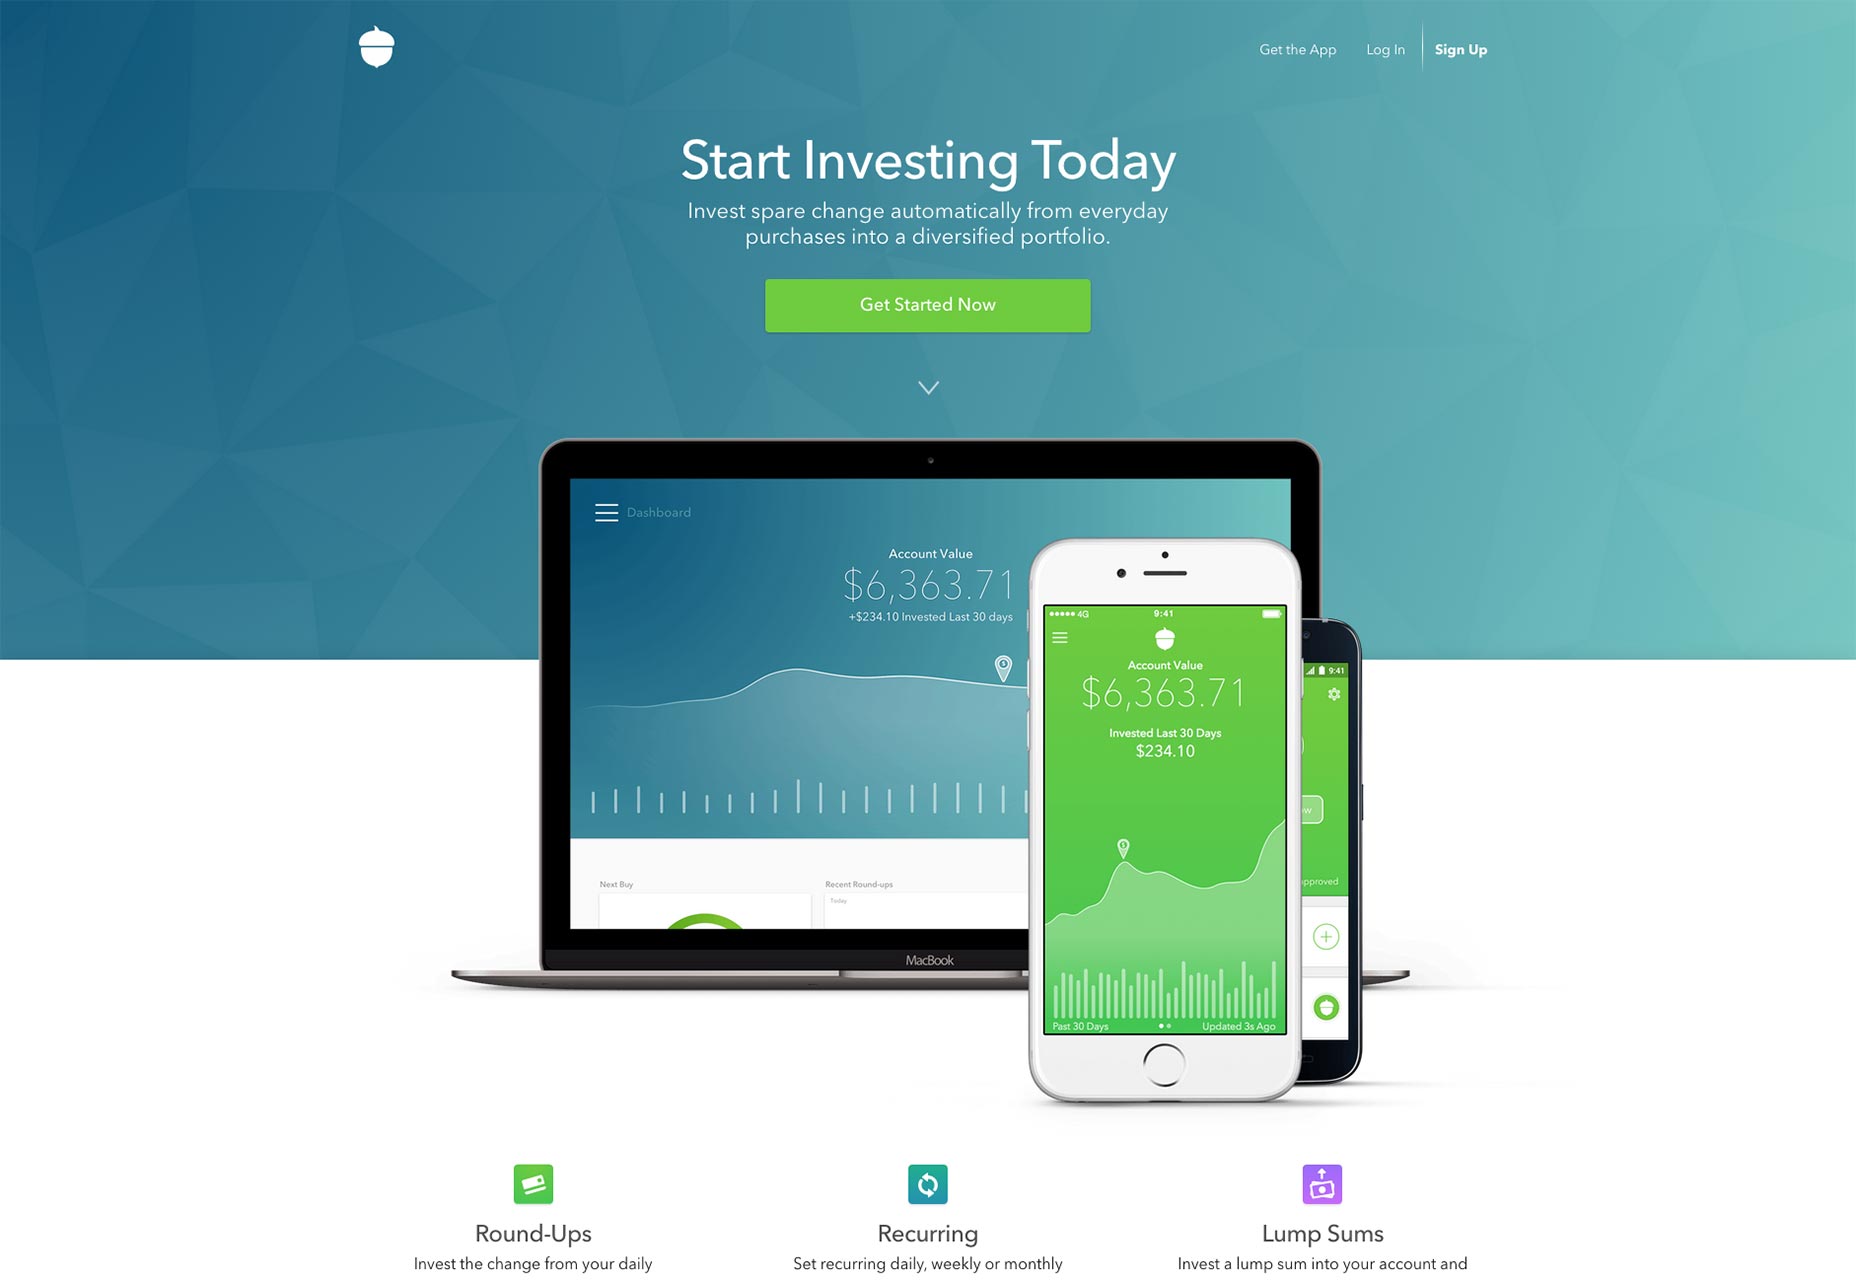 Get the App
Log In
Sign Up
Start Investing Today
Invest spare change automatically from everyday
purchases into a diversified portfolio.
Get Started Now
Dashboard
Account Value
$6,363.71
+$234.10 Invested Last 30 days
Next Buy
Recent Round-ups
Today
MacBook
4G
9:41
Account Value
$6,363.71
Invested Last 30 Days
$234.10
Past 30 Days
Updated 3s Ago
9:41
Round-Ups
Invest the change from your daily
Recurring
Set recurring daily, weekly or monthly
Lump Sums
Invest a lump sum into your account and